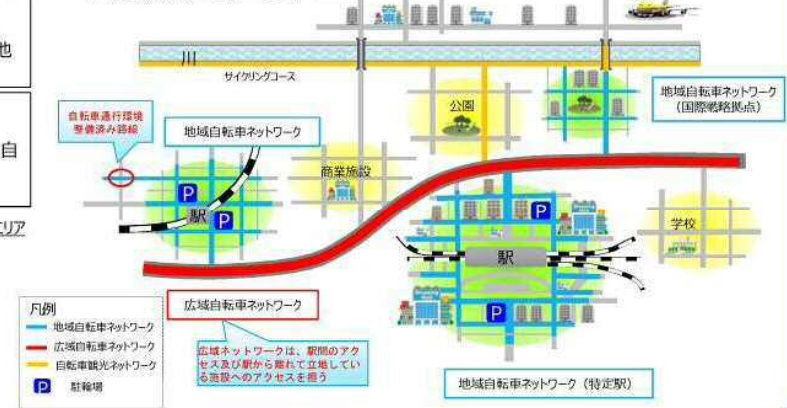 也
自
エリア
川
サイクリングコース
自転車通行環境
整備済み路線
地域自転車ネットワーク
公園
地域自転車ネットワーク
(国際戦略拠点)
商業施設
P
駅
P
P
学校
駅
P
広域自転車ネットワーク
凡例
地域自転車ネットワーク
広域自転車ネットワーク
自転車観光ネットワーク
P 駐輪場
広域ネットワークは、駅間のアク
セス及び駅から離れて立地してい
る施設へのアクセスを担う
地域自転車ネットワーク(特定駅)